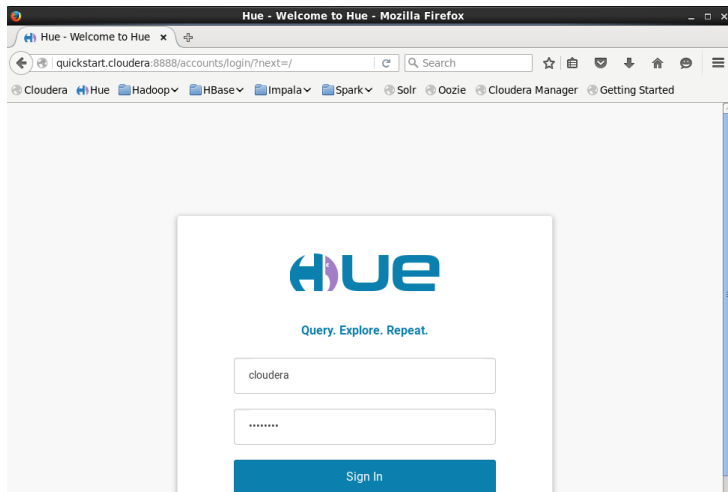 Hue - Welcome to Hue - Mozilla Firefox
Hue - Welcome to Hue
quickstart.cloudera:8888/accounts/login/?next=/
Search
Cloudera Hue Hadoop HBase Impala Spark Solr Oozie Cloudera Manager Getting Started
HUE
Query. Explore. Repeat.
cloudera
••••••••
Sign In